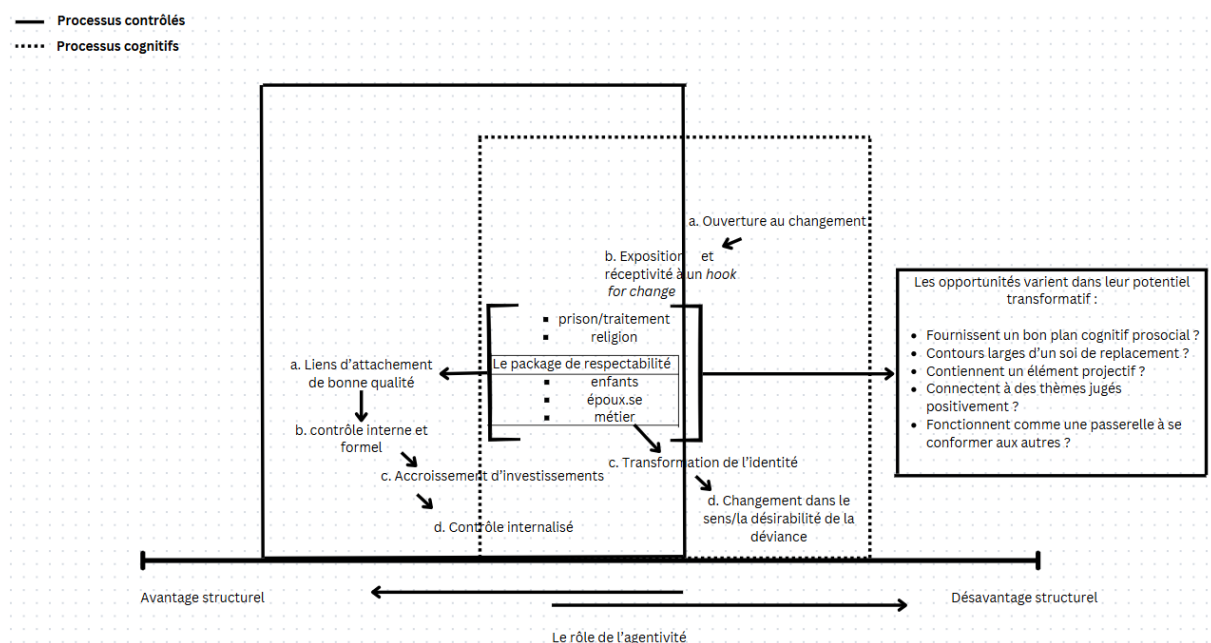 Processus contrôlés
Processus cognitifs
a. Ouverture au changement
b. Exposition et
réceptivité à un hook
for change
▪ prison/traitement
▪ religion
Le package de respectabilité
▪ enfants
▪ époux.se
▪ métier
a. Liens d’attachement
de bonne qualité
b. contrôle interne et
formel
c. Accroissement d’investissements
d. Contrôle internalisé
c. Transformation de l’identité
d. Changement dans le
sens/la désirabilité de la
déviance
Les opportunités varient dans leur potentiel
transformatif :
• Fournissent un bon plan cognitif prosocial ?
• Contours larges d’un soi de replacement ?
• Contiennent un élément projectif ?
• Connectent à des thèmes jugés
positivement ?
• Fonctionnent comme une passerelle à se
conformer aux autres ?
Avantage structurel
Désavantage structurel
Le rôle de l’agentivité